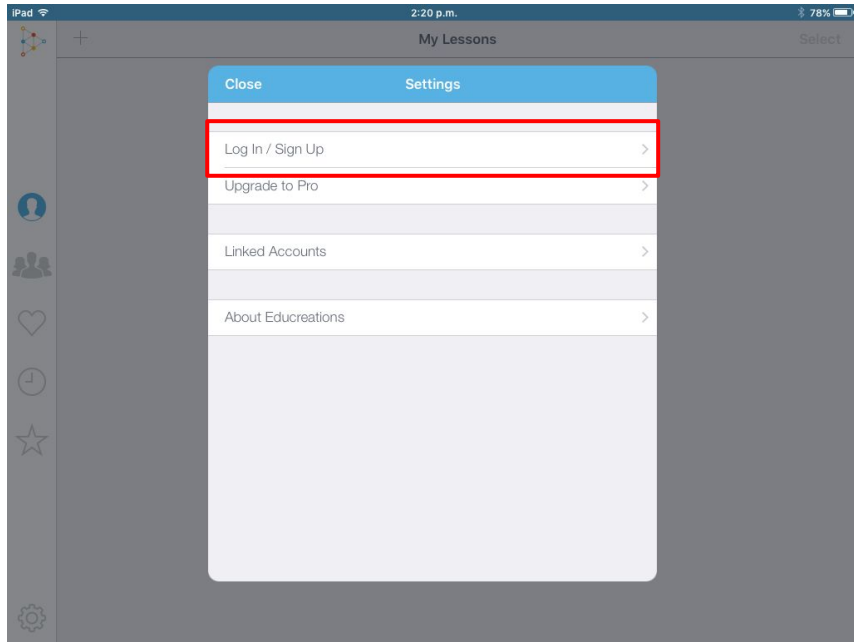 iPad 2:20 p.m. 78%
+ My Lessons Select
Close Settings
Log In / Sign Up
Upgrade to Pro
Linked Accounts
About Educreations